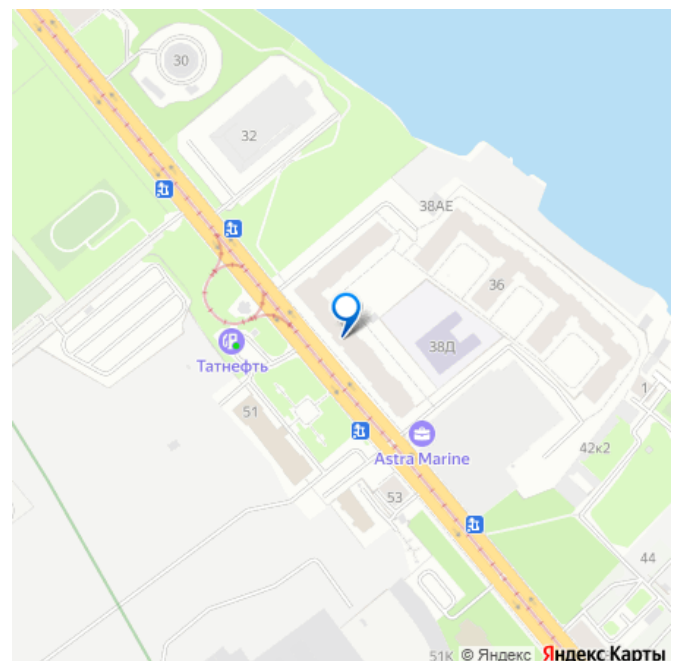 30
32
38АЕ
36
38Д
Татнефть
51
1
Astra Marine
42к2
53
44
51К
© Яндекс Яндекс Карты